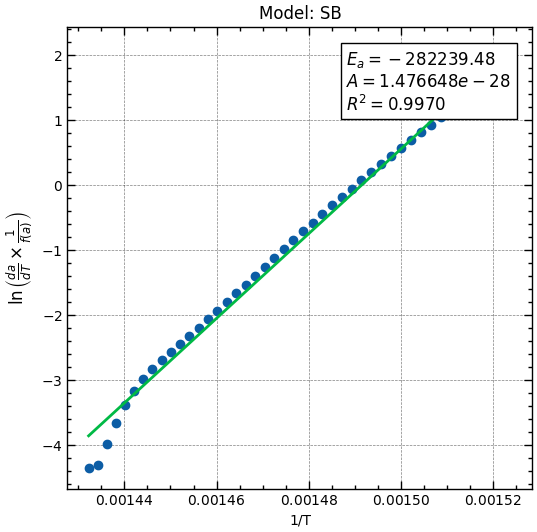 Model: SB
E_a = −282239.48
A = 1.476648e − 28
R² = 0.9970
2
1
0
−1
−2
−3
−4
ln (da/dT × 1/f(a))
0.00144 0.00146 0.00148 0.00150 0.00152
1/T